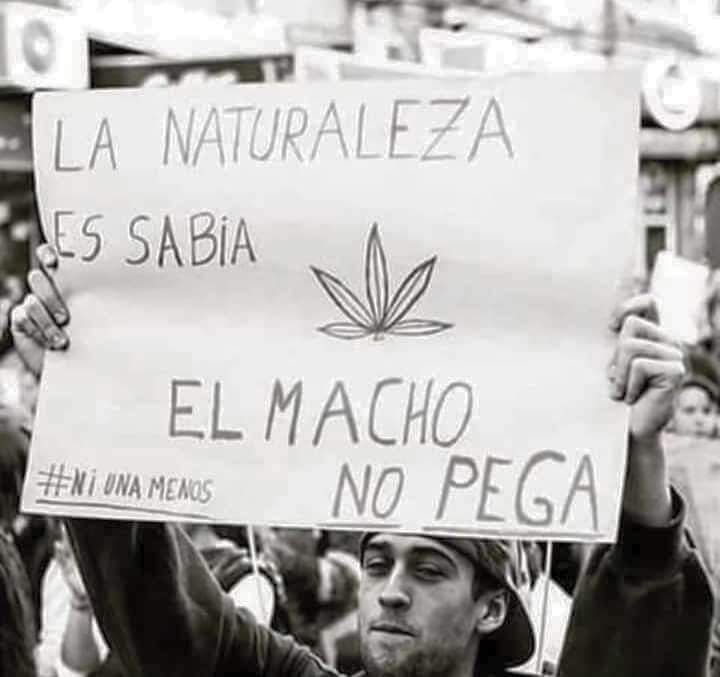 LA NATURALEZA
ES SABiA
EL MACHO
NO PEGA
#Ni UNA MENOS